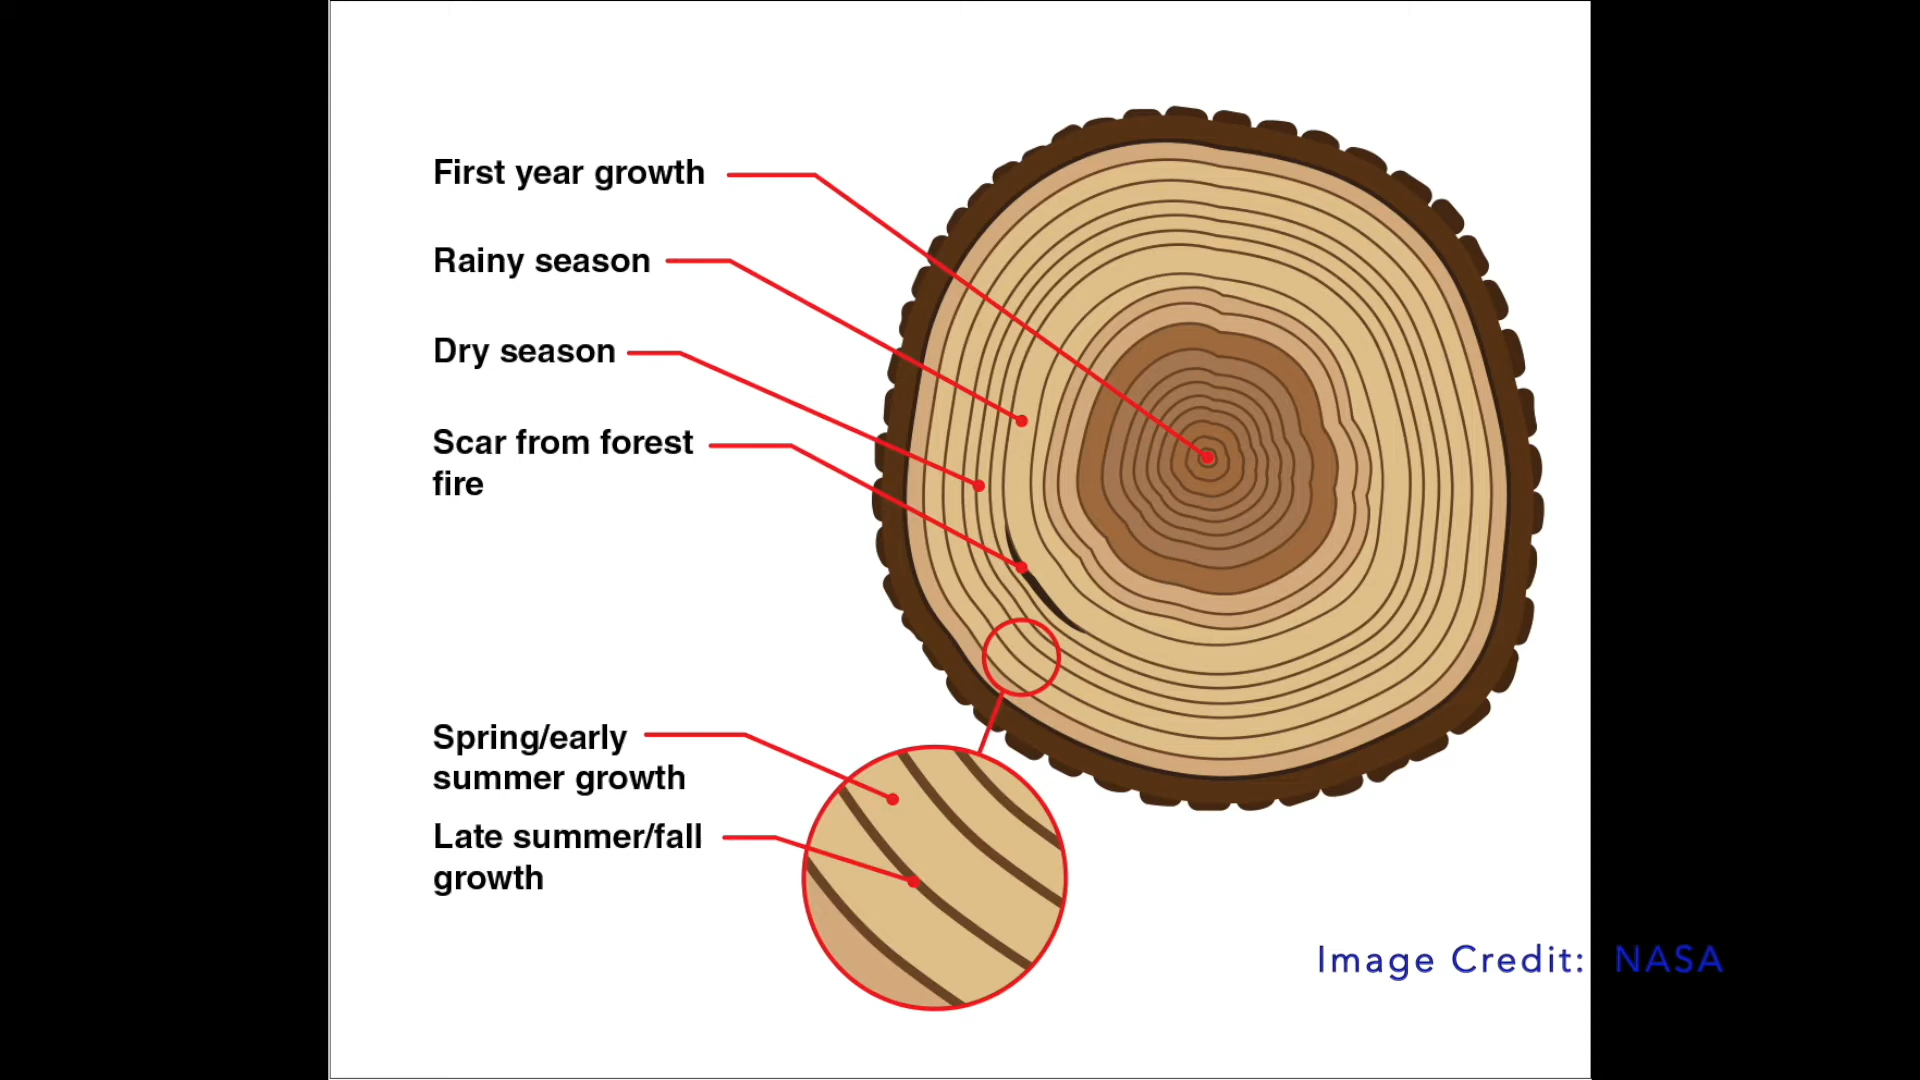 First year growth
Rainy season
Dry season
Scar from forest
fire
Spring/early
summer growth
Late summer/fall
growth
Image Credit: NASA